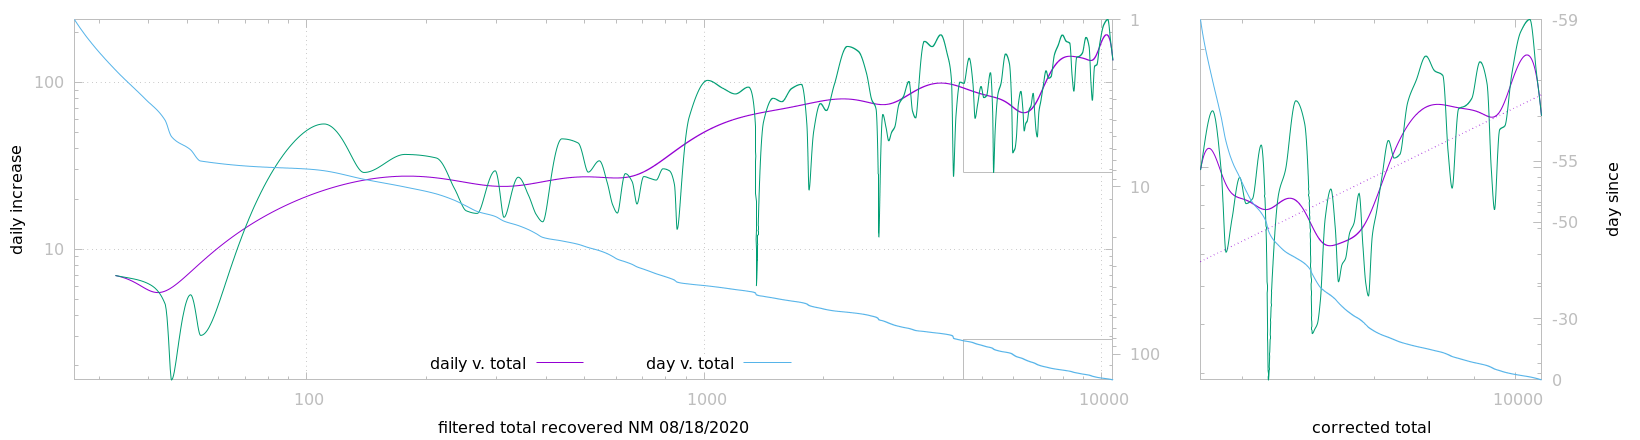 daily increase
100
10
1
10
100
daily v. total
day v. total
100
1000
10000
filtered total recovered NM 08/18/2020
-59
-55
-50
-30
0
day since
10000
corrected total